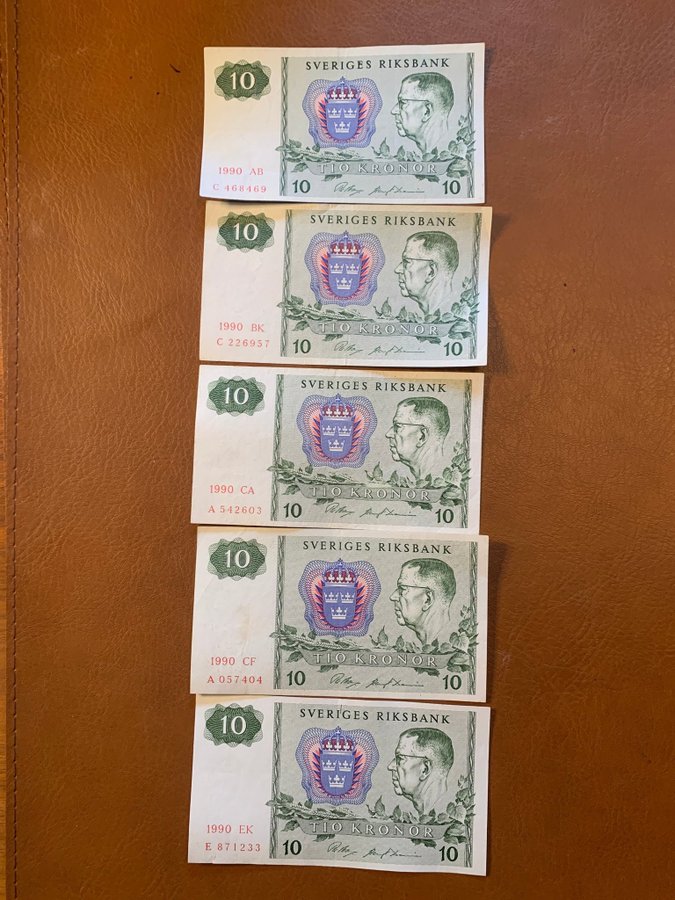 SVERIGES RIKSBANK
10
1990 AB
C 468469
TIO KRONOR
10 10
SVERIGES RIKSBANK
10
1990 BK
C 226957
TIO KRONOR
10 10
SVERIGES RIKSBANK
10
1990 CA
A 542603
TIO KRONOR
10 10
SVERIGES RIKSBANK
10
1990 CF
A 057404
TIO KRONOR
10 10
SVERIGES RIKSBANK
10
1990 EK
E 871233
TIO KRONOR
10 10